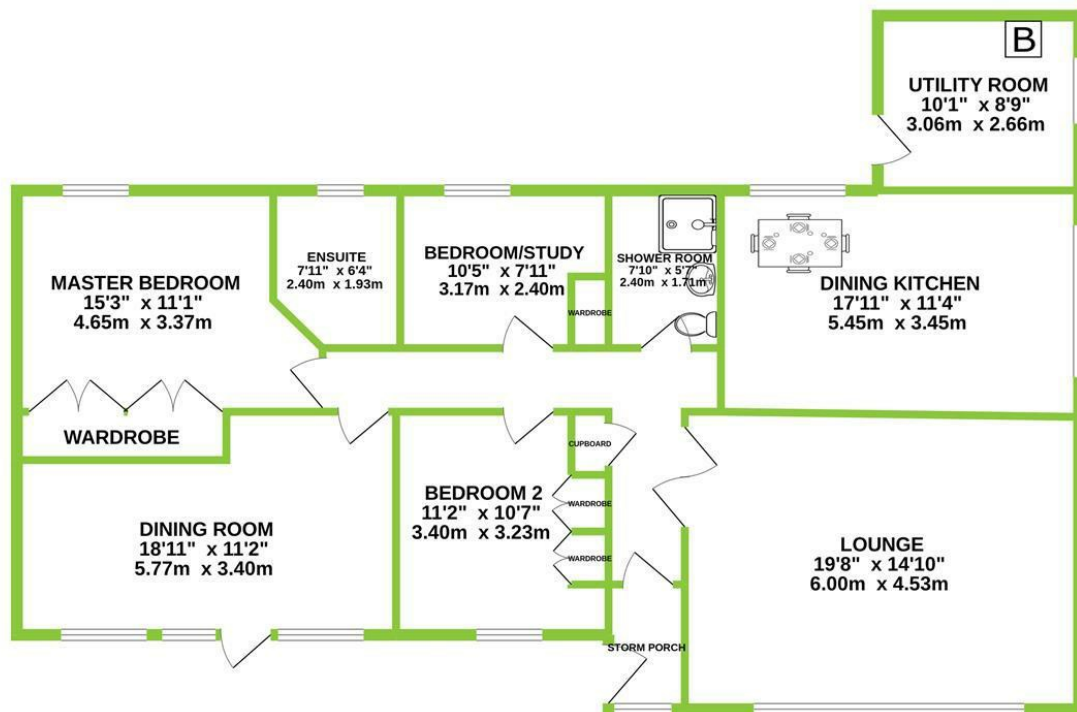 B
UTILITY ROOM
10'1" x 8'9"
3.06m x 2.66m
MASTER BEDROOM
15'3" x 11'1"
4.65m x 3.37m
ENSUITE
7'11" x 6'4"
2.40m x 1.93m
BEDROOM/STUDY
10'5" x 7'11"
3.17m x 2.40m
WARDROBE
SHOWER ROOM
7'10" x 5'7"
2.40m x 1.71m
DINING KITCHEN
17'11" x 11'4"
5.45m x 3.45m
WARDROBE
DINING ROOM
18'11" x 11'2"
5.77m x 3.40m
BEDROOM 2
11'2" x 10'7"
3.40m x 3.23m
CUPBOARD
WARDROBE
WARDROBE
LOUNGE
19'8" x 14'10"
6.00m x 4.53m
STORM PORCH